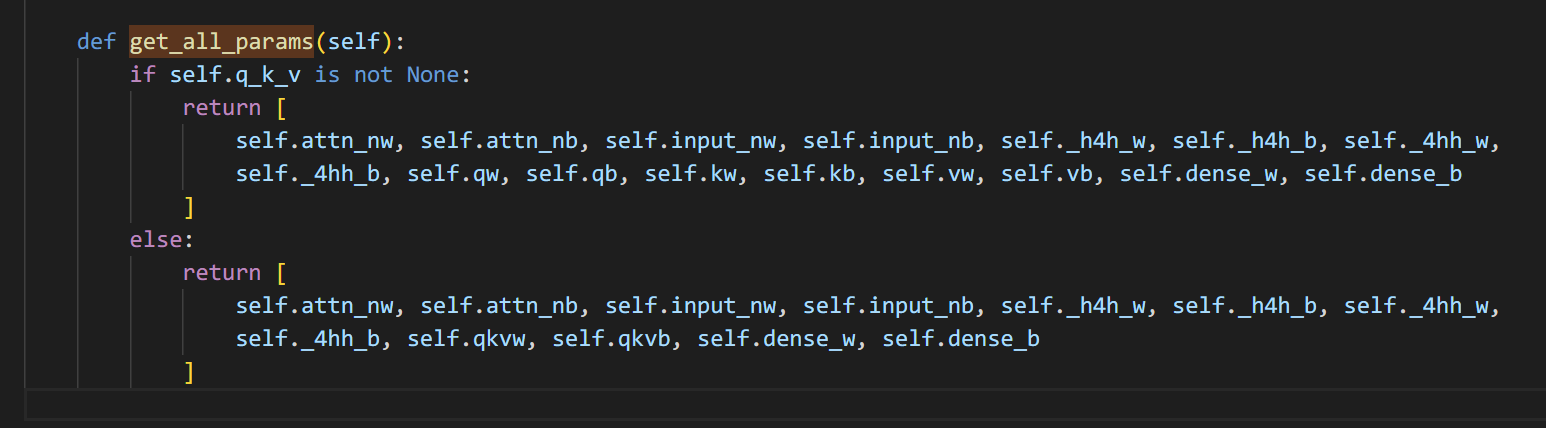 def get_all_params(self):
if self.q_k_v is not None:
return [
self.attn_nw, self.attn_nb, self.input_nw, self.input_nb, self._h4h_w, self._h4h_b, self._4hh_w,
self._4hh_b, self.qw, self.qb, self.kw, self.kb, self.vw, self.vb, self.dense_w, self.dense_b
]
else:
return [
self.attn_nw, self.attn_nb, self.input_nw, self.input_nb, self._h4h_w, self._h4h_b, self._4hh_w,
self._4hh_b, self.qkvw, self.qkvb, self.dense_w, self.dense_b
]